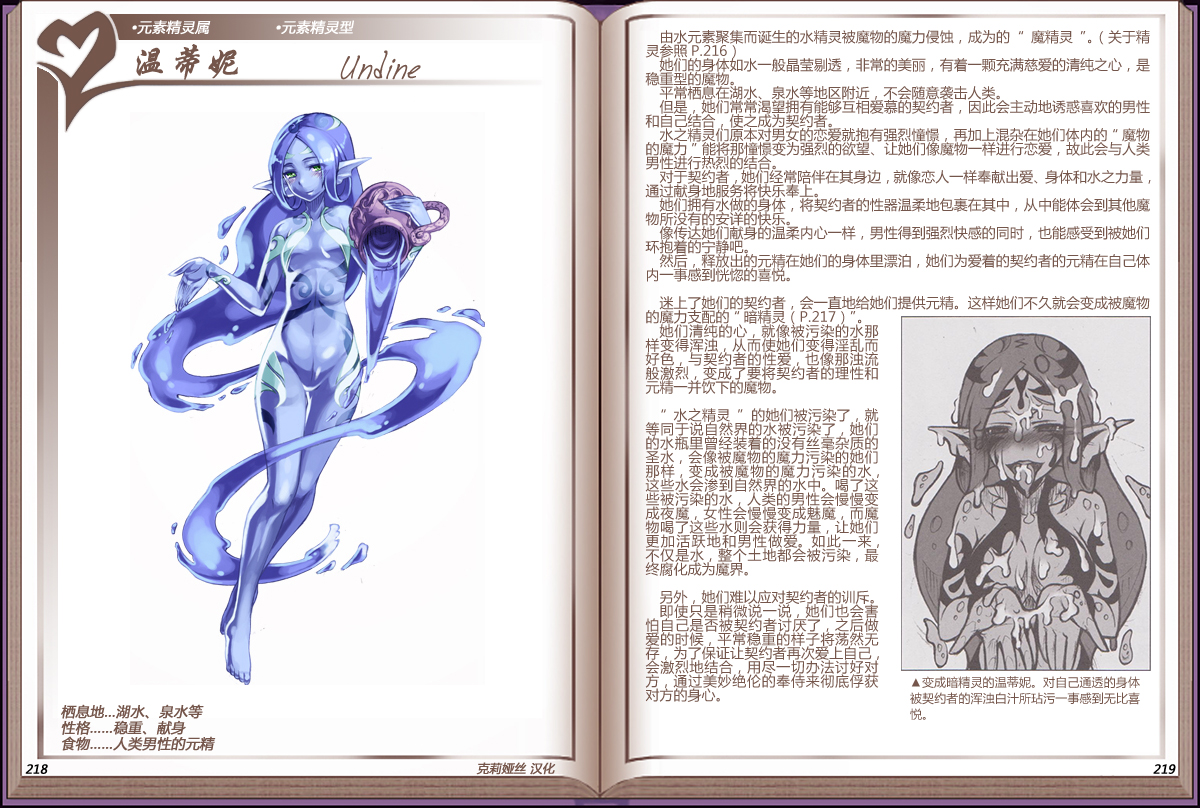 •元素精灵属
•元素精灵型
温蒂妮
Undine
栖息地...湖水、泉水等
性格......稳重、献身
食物......人类男性的元精
218
克莉娅丝 汉化
由水元素聚集而诞生的水精灵被魔物的魔力侵蚀，成为的“ 魔精灵 ”。( 关于精
灵参照 P.216 ）
她们的身体如水一般晶莹剔透，非常的美丽，有着一颗充满慈爱的清纯之心，是
稳重型的魔物。
平常栖息在湖水、泉水等地区附近，不会随意袭击人类。
但是，她们常常渴望拥有能够互相爱慕的契约者，因此会主动地诱惑喜欢的男性
和自己结合，使之成为契约者。
水之精灵们原本对男女的恋爱就抱有强烈憧憬，再加上混杂在她们体内的“ 魔物
的魔力 ”能将那憧憬变为强烈的欲望、让她们像魔物一样进行恋爱，故此会与人类
男性进行热烈的结合。
对于契约者，她们经常陪伴在其身边，就像恋人一样奉献出爱、身体和水之力量，
通过献身地服务将快乐奉上。
她们拥有水做的身体，将契约者的性器温柔地包裹在其中，从中能体会到其他魔
物所没有的安详的快乐。
像传达她们献身的温柔内心一样，男性得到强烈快感的同时，也能感受到被她们
环抱着的宁静吧。
然后，释放出的元精在她们的身体里漂泊，她们为爱着的契约者的元精在自己体
内一事感到恍惚的喜悦。
迷上了她们的契约者，会一直地给她们提供元精。这样她们不久就会变成被魔物
的魔力支配的“ 暗精灵（ P.217 ）”。
她们清纯的心，就像被污染的水那
样变得浑浊，从而使她们变得淫乱而
好色，与契约者的性爱，也像那浊流
般激烈，变成了要将契约者的理性和
元精一并饮下的魔物。
” 水之精灵 ” 的她们被污染了，就
等同于说自然界的水被污染了，她们
的水瓶里曾经装着的没有丝毫杂质的
圣水，会像被魔物的魔力污染的她们
那样，变成被魔物的魔力污染的水，
这些水会渗到自然界的水中。喝了这
些被污染的水，人类的男性会慢慢变
成夜魔，女性会慢慢变成魅魔，而魔
物喝了这些水则会获得力量，让她们
更加活跃地和男性做爱。如此一来，
不仅是水，整个土地都会被污染，最
终腐化成为魔界。
另外，她们难以应对契约者的训斥。
即使只是稍微说一说，她们也会害
怕自己是否被契约者讨厌了，之后做
爱的时候，平常稳重的样子将荡然无
存，为了保证让契约者再次爱上自己，
会激烈地结合，用尽一切办法讨好对
方，通过美妙绝伦的奉侍来彻底俘获
对方的身心。
▲变成暗精灵的温蒂妮。对自己通透的身体
被契约者的浑浊白汁所玷污一事感到无比喜
悦。
219